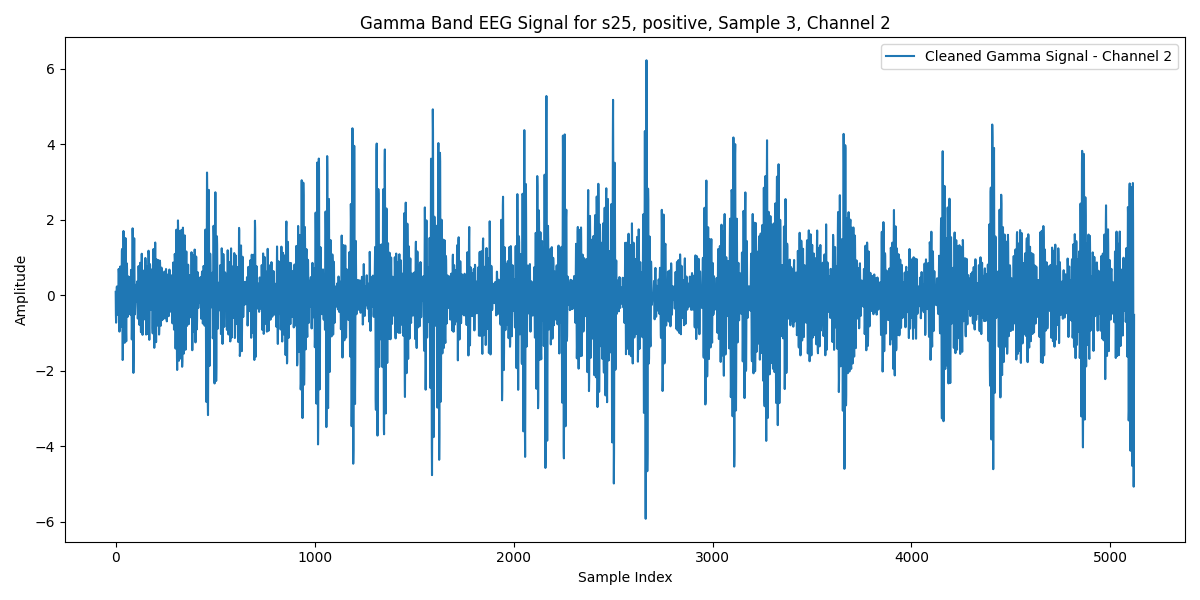 Gamma Band EEG Signal for s25, positive, Sample 3, Channel 2
Cleaned Gamma Signal - Channel 2
6
4
2
0
−2
−4
−6
Amplitude
0 1000 2000 3000 4000 5000
Sample Index